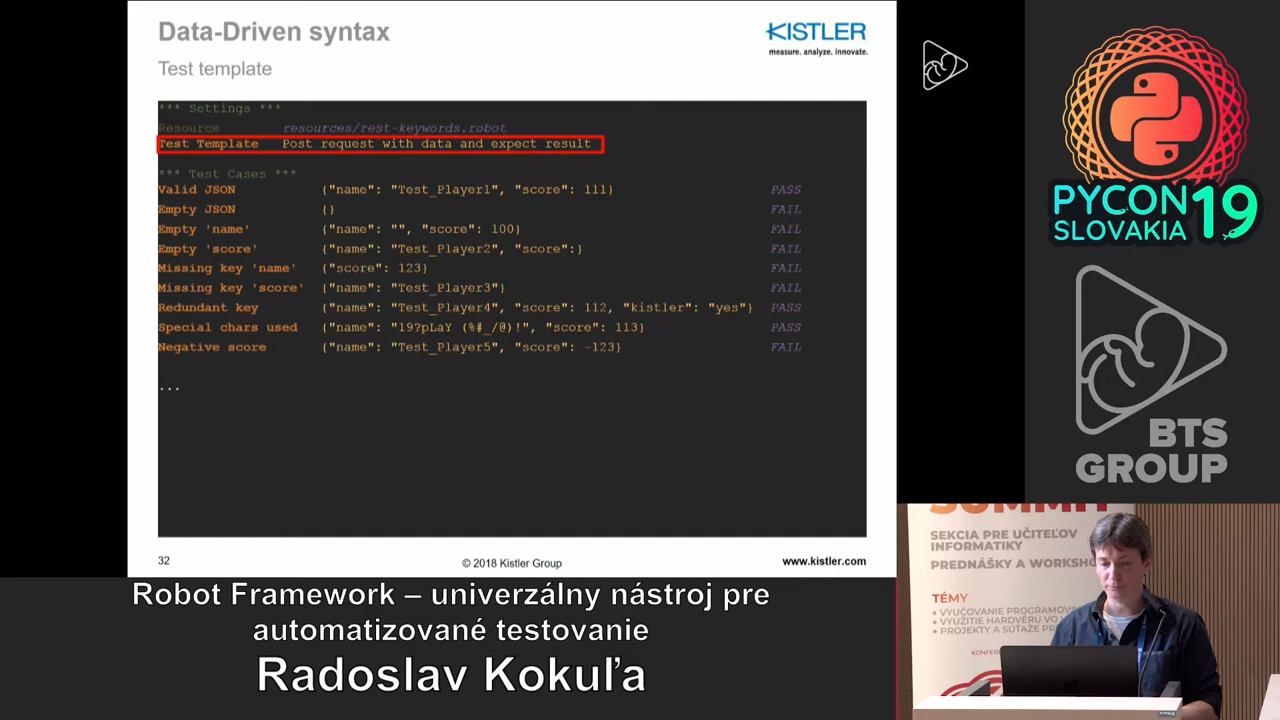 Data-Driven syntax
KISTLER
measure. analyze. innovate.
Test template
*** Settings ***
Resource resources/rest-keywords.robot
Test Template Post request with data and expect result
*** Test Cases ***
Valid JSON {"name": "Test_Player1", "score": 111} PASS
Empty JSON {} FAIL
Empty 'name' {"name": "", "score": 100} FAIL
Empty 'score' {"name": "Test_Player2", "score":} FAIL
Missing key 'name' {"score": 123} FAIL
Missing key 'score' {"name": "Test_Player3"} FAIL
Redundant key {"name": "Test_Player4", "score": 112, "kistler": "yes"} PASS
Special chars used {"name": "19?pLaY (%#_/@)!", "score": 113} PASS
Negative score {"name": "Test_Player5", "score": -123} FAIL
...
32
© 2018 Kistler Group
www.kistler.com
PYCON
SLOVAKIA
19
BTS
GROUP
SUMMIT
SEKCIA PRE UČITEĽOV
INFORMATIKY
PREDNÁŠKY A WORKSHO
TÉMY
• VYUČOVANIE PROGRAMOVA
• VYUŽITIE HARDVÉRU VO
• PROJEKTY A SÚŤAŽE PR
Robot Framework – univerzálny nástroj pre
automatizované testovanie
Radoslav Kokuľa